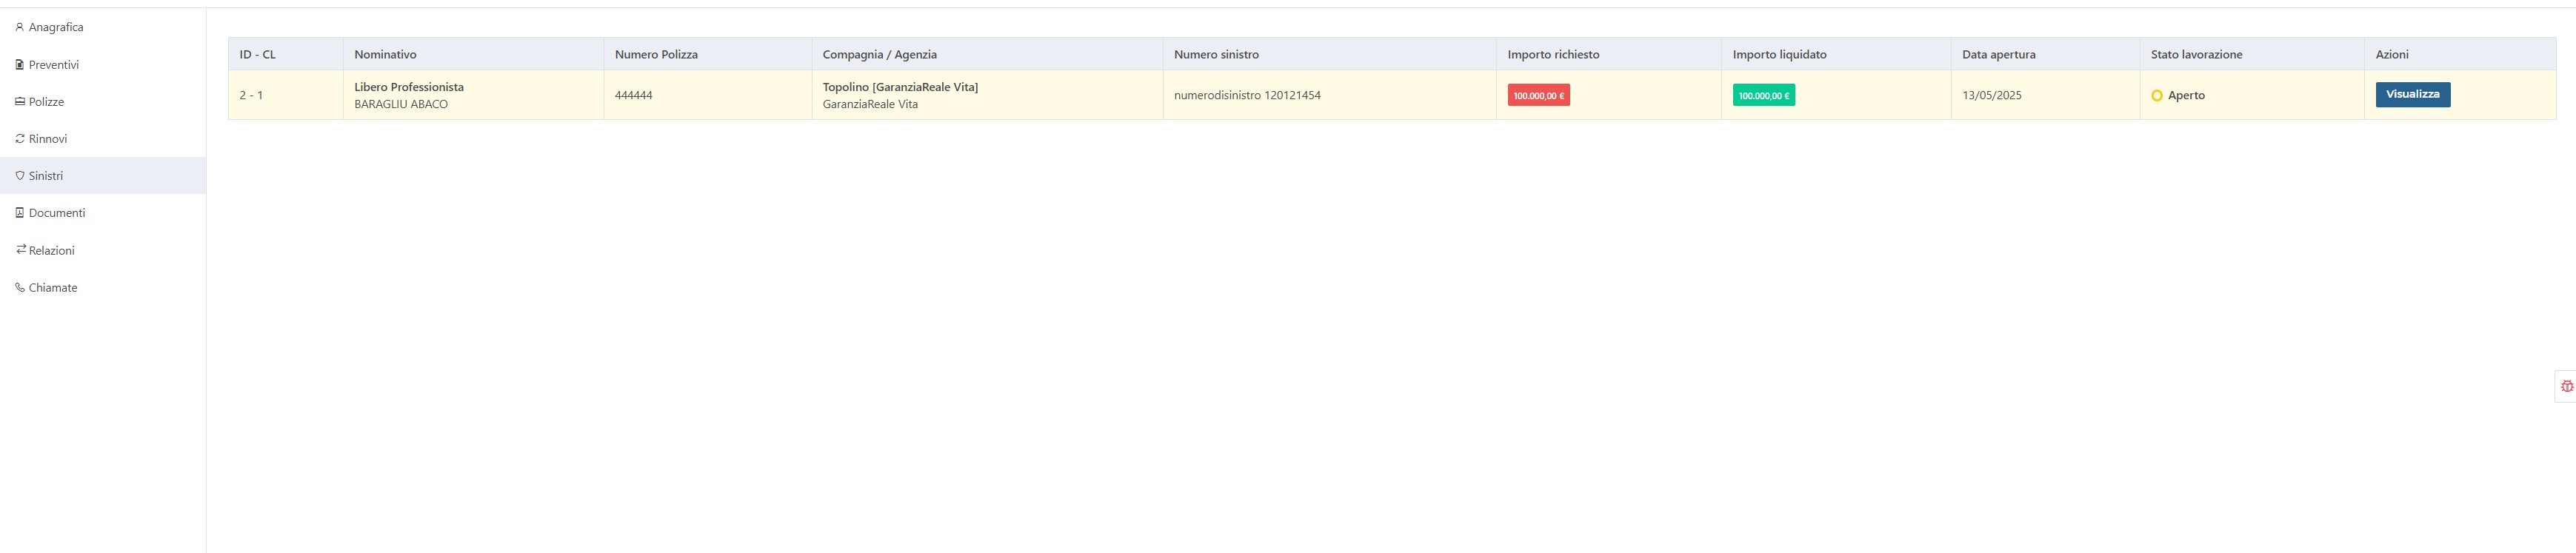 Anagrafica
Preventivi
Polizze
Rinnovi
Sinistri
Documenti
Relazioni
Chiamate
ID - CL
Nominativo
Numero Polizza
Compagnia / Agenzia
Numero sinistro
Importo richiesto
Importo liquidato
Data apertura
Stato lavorazione
Azioni
2 - 1
Libero Professionista
BARAGLIU ABACO
444444
Topolino [GaranziaReale Vita]
GaranziaReale Vita
numerodisinistro 120121454
100.000,00 €
100.000,00 €
13/05/2025
Aperto
Visualizza